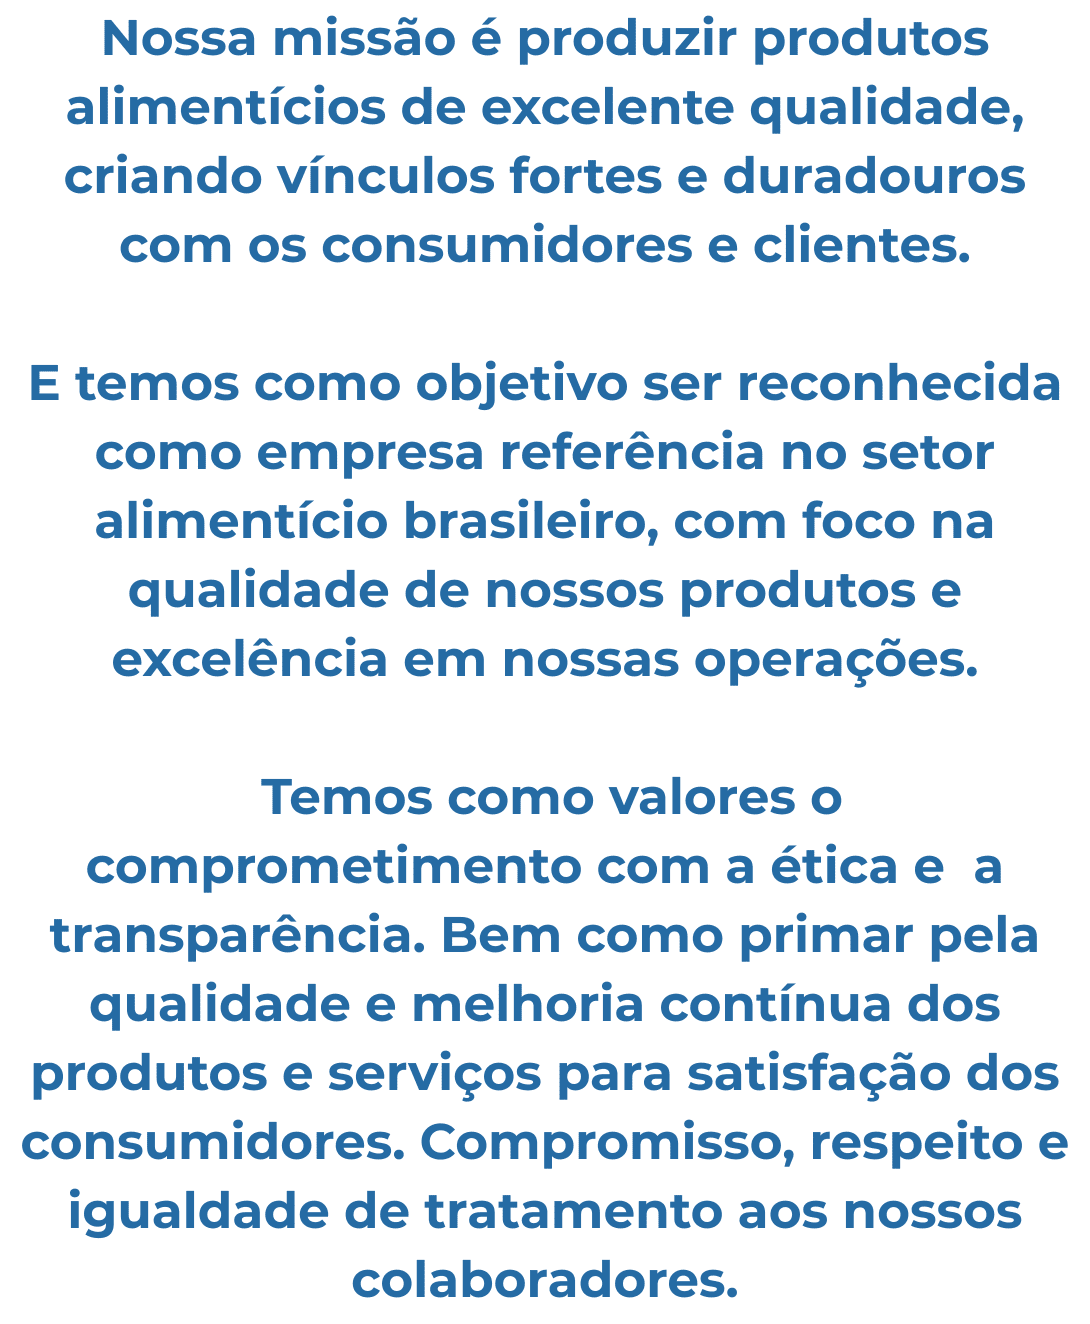 Nossa missão é produzir produtos
alimentícios de excelente qualidade,
criando vínculos fortes e duradouros
com os consumidores e clientes.
E temos como objetivo ser reconhecida
como empresa referência no setor
alimentício brasileiro, com foco na
qualidade de nossos produtos e
excelência em nossas operações.
Temos como valores o
comprometimento com a ética e  a
transparência. Bem como primar pela
qualidade e melhoria contínua dos
produtos e serviços para satisfação dos
consumidores. Compromisso, respeito e
igualdade de tratamento aos nossos
colaboradores.